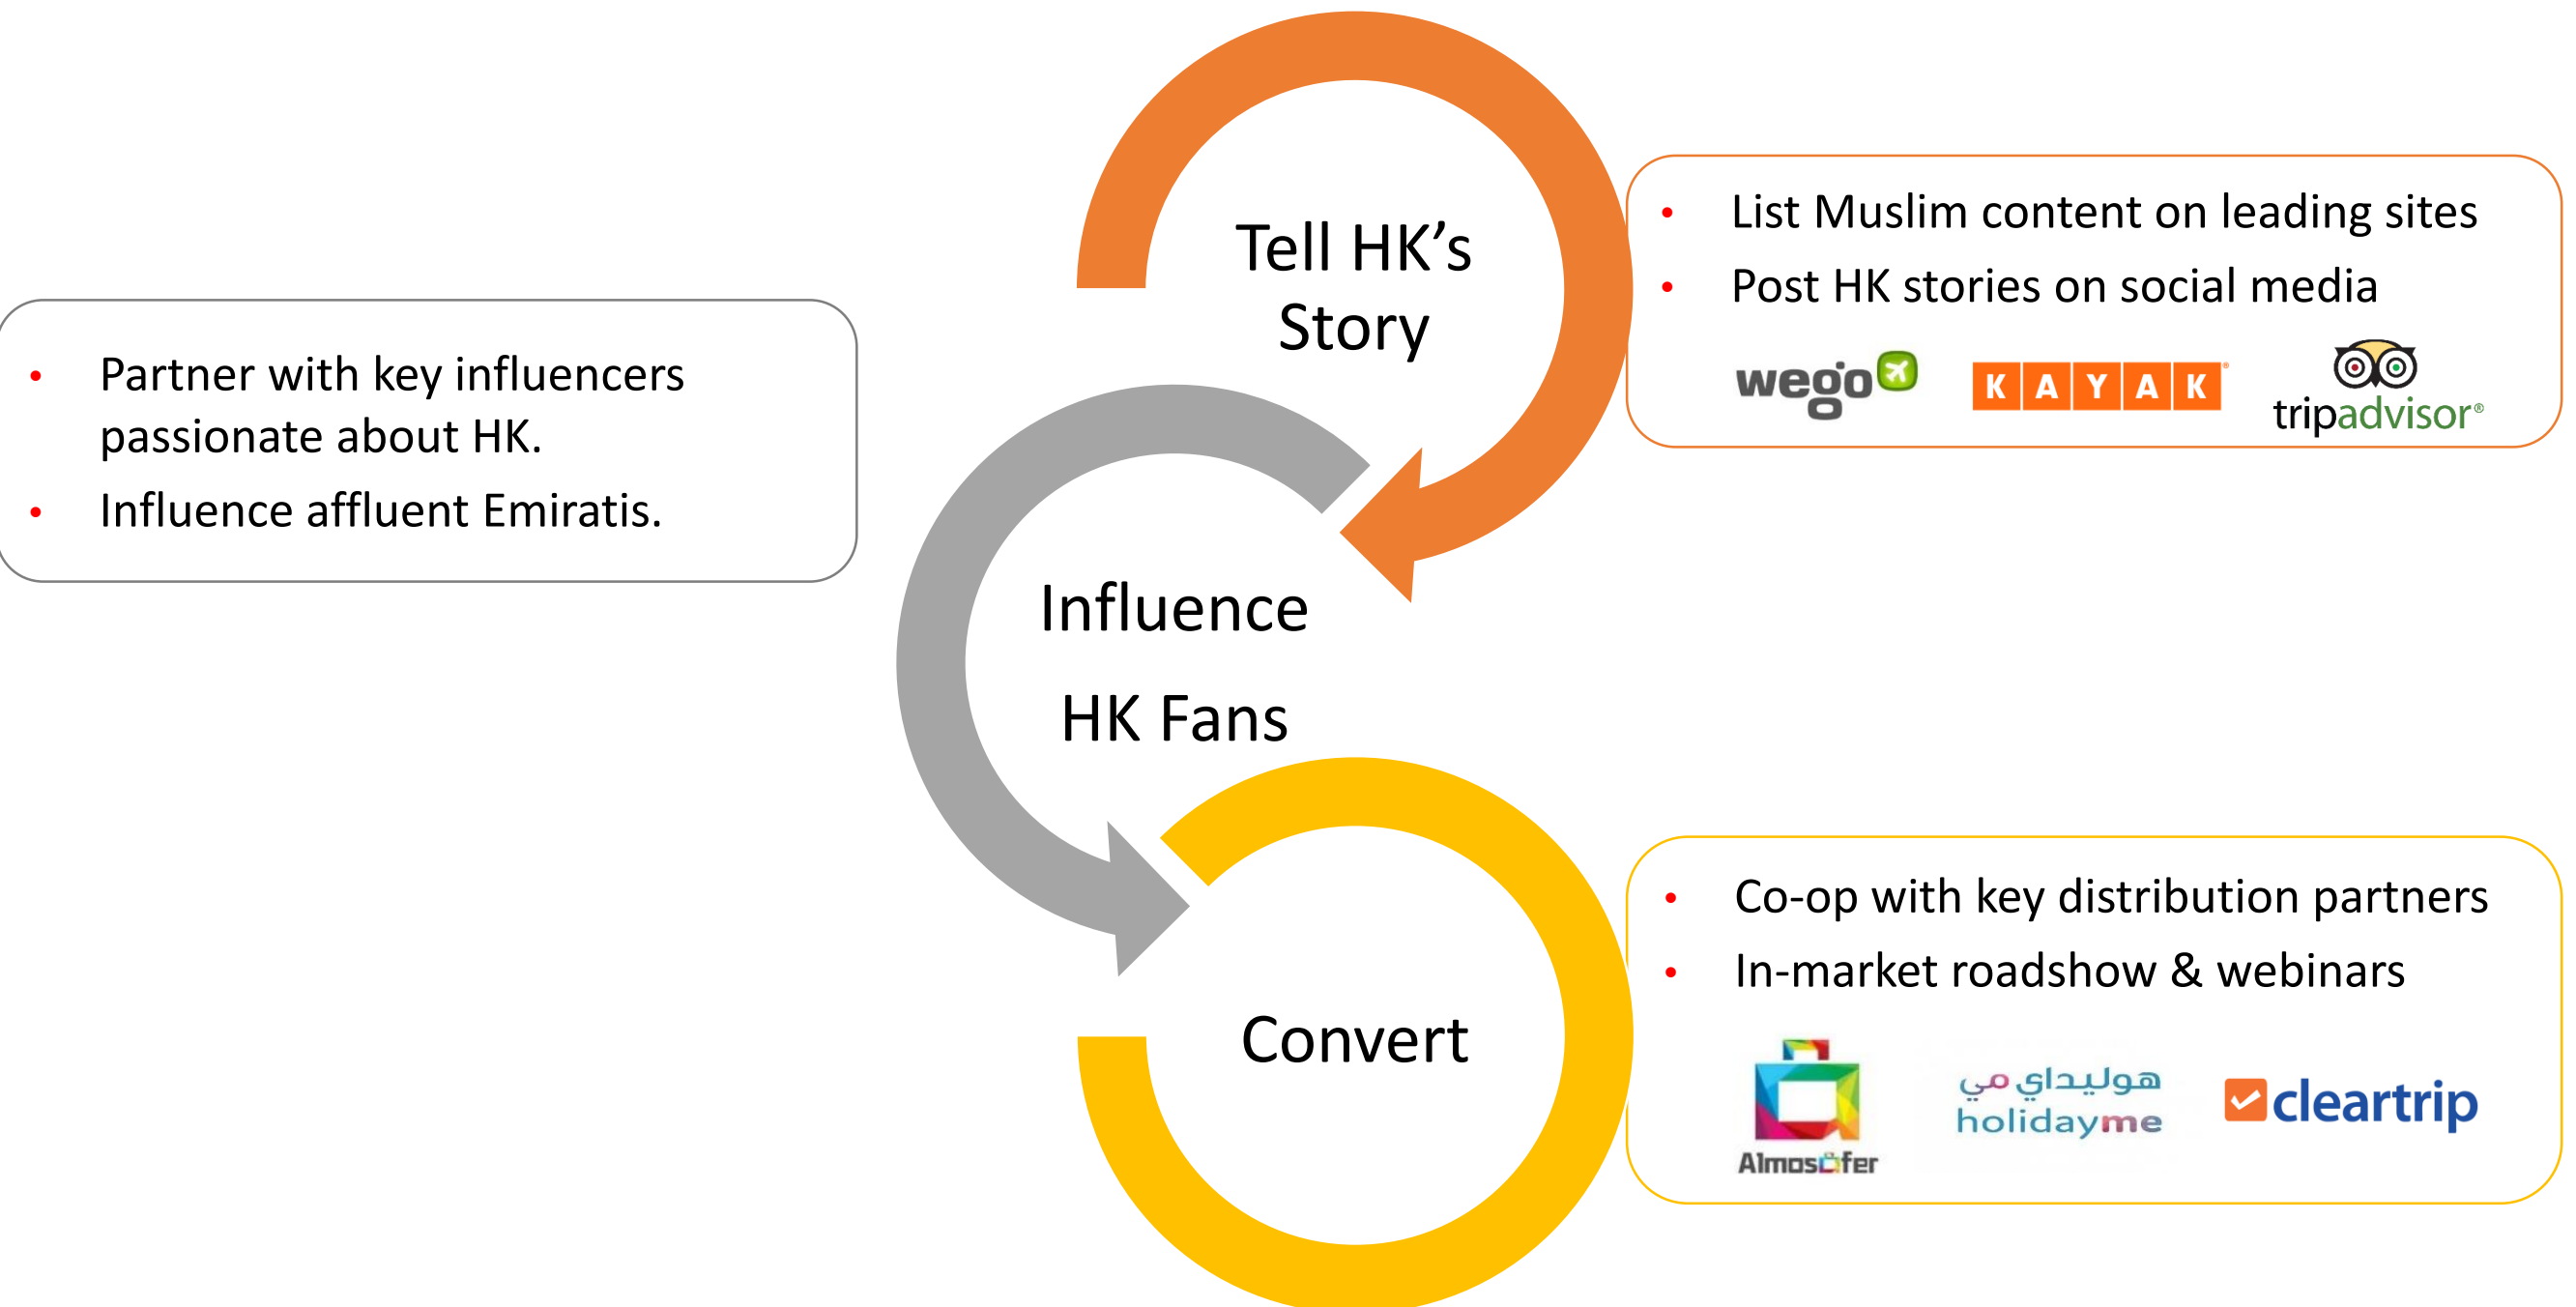 Tell HK’s
Story
• List Muslim content on leading sites
• Post HK stories on social media
wego
KAYAK®
tripadvisor®
• Partner with key influencers
passionate about HK.
• Influence affluent Emiratis.
Influence
HK Fans
Convert
• Co-op with key distribution partners
• In-market roadshow & webinars
Almosafer
هوليداي مي
holidayme
cleartrip